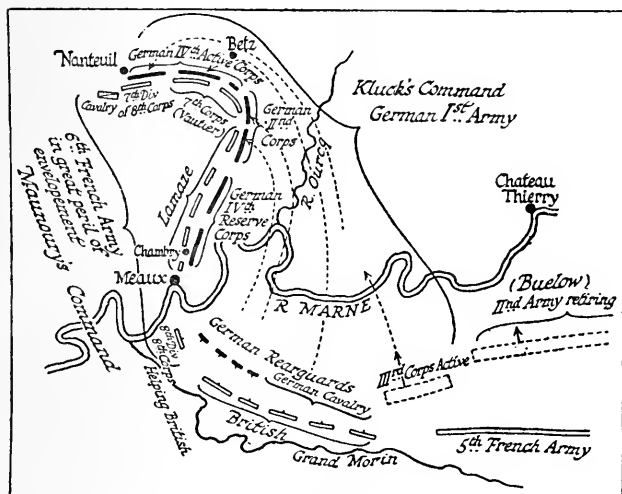 Betz
Nanteuil
German IVth Active Corps
7th Div
Cavalry of 8th Corps)
7th Corps
(Vautier)
German
IInd
Corps
Kluck's Command
German Ist Army
6th French Army
in great peril of
envelopement
Maunoury's Command
Lamaze
German
IVth
Reserve
Corps
R Ourcq
Chateau
Thierry
Chambry
Meaux
R MARNE
(Buelow)
IInd Army retiring
8th Div
8th Corps)
Helping British
German Rearguards
German Cavalry
IIIrd Corps Active
British
Grand Morin
5th French Army